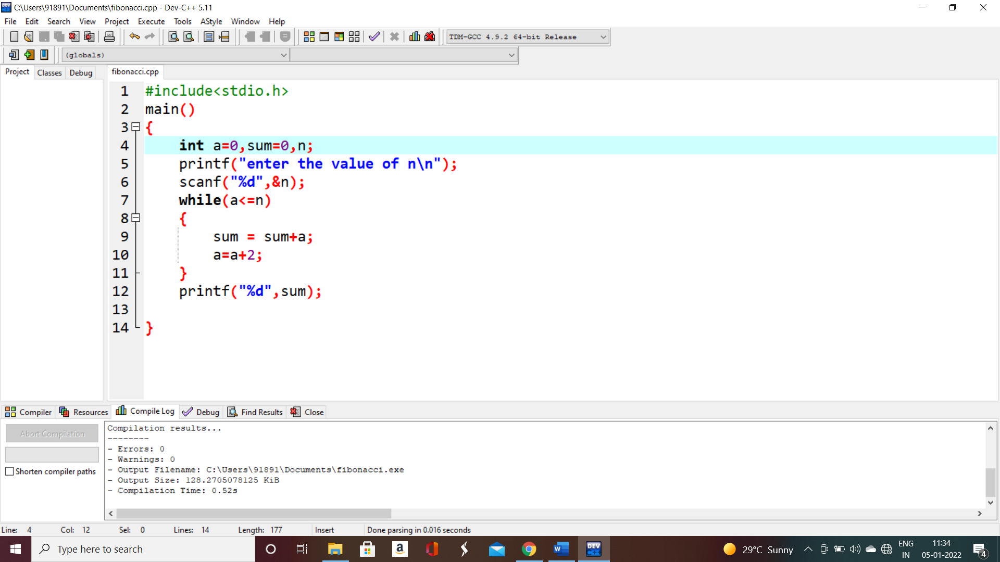 C:\Users\91891\Documents\fibonacci.cpp - Dev-C++ 5.11
File Edit Search View Project Execute Tools AStyle Window Help
TDM-GCC 4.9.2 64-bit Release
(globals)
Project Classes Debug
fibonacci.cpp
1 #include<stdio.h>
2 main()
3 {
4 int a=0,sum=0,n;
5 printf("enter the value of n\n");
6 scanf("%d",&n);
7 while(a<=n)
8 {
9 sum = sum+a;
10 a=a+2;
11 }
12 printf("%d",sum);
13
14 }
Compiler Resources Compile Log Debug Find Results Close
Abort Compilation
Shorten compiler paths
Compilation results...
--------
- Errors: 0
- Warnings: 0
- Output Filename: C:\Users\91891\Documents\fibonacci.exe
- Output Size: 128.2705078125 KiB
- Compilation Time: 0.52s
Line: 4 Col: 12 Sel: 0 Lines: 14 Length: 177 Insert Done parsing in 0.016 seconds
Type here to search
a
W
DEV C++
29°C Sunny
ENG
IN
11:34
05-01-2022
4